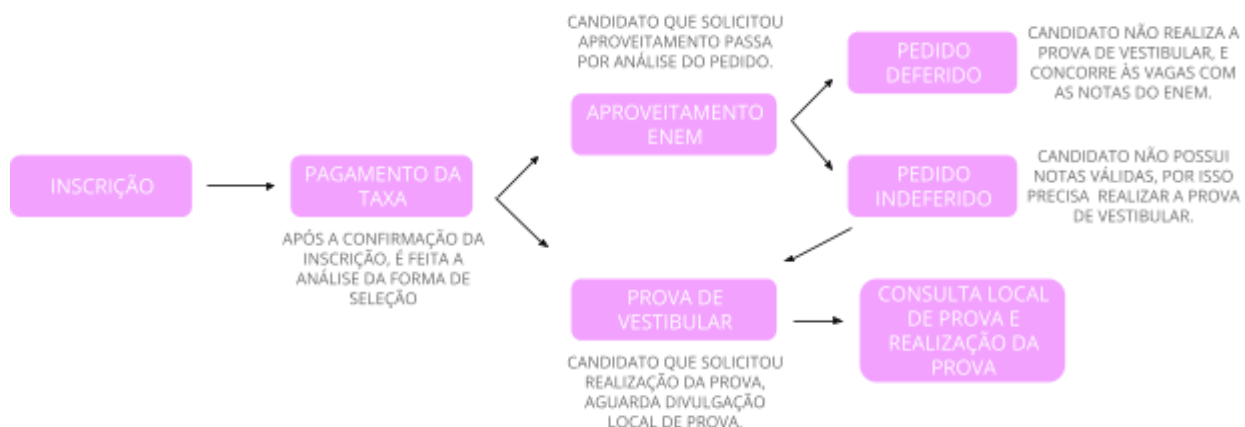 INSCRIÇÃO
PAGAMENTO DA
TAXA
APÓS A CONFIRMAÇÃO DA
INSCRIÇÃO, É FEITA A
ANÁLISE DA FORMA DE
SELEÇÃO
CANDIDATO QUE SOLICITOU
APROVEITAMENTO PASSA
POR ANÁLISE DO PEDIDO.
APROVEITAMENTO
ENEM
PEDIDO
DEFERIDO
CANDIDATO NÃO REALIZA A
PROVA DE VESTIBULAR, E
CONCORRE ÀS VAGAS COM
AS NOTAS DO ENEM.
PEDIDO
INDEFERIDO
CANDIDATO NÃO POSSUI
NOTAS VÁLIDAS, POR ISSO
PRECISA REALIZAR A PROVA
DE VESTIBULAR.
PROVA DE
VESTIBULAR
CANDIDATO QUE SOLICITOU
REALIZAÇÃO DA PROVA,
AGUARDA DIVULGAÇÃO
LOCAL DE PROVA.
CONSULTA LOCAL
DE PROVA E
REALIZAÇÃO DA
PROVA